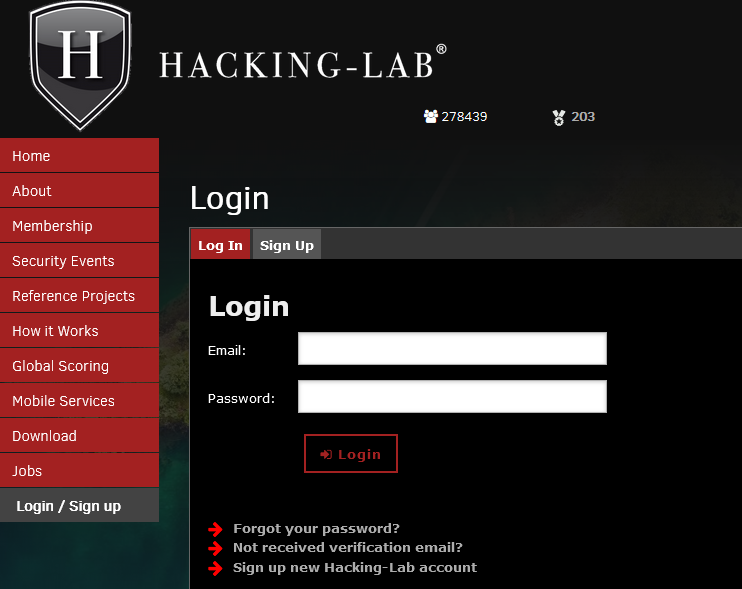 H
HACKING-LAB®
278439
203
Home
About
Membership
Security Events
Reference Projects
How it Works
Global Scoring
Mobile Services
Download
Jobs
Login / Sign up
Login
Log In Sign Up
Login
Email:
Password:
Login
Forgot your password?
Not received verification email?
Sign up new Hacking-Lab account